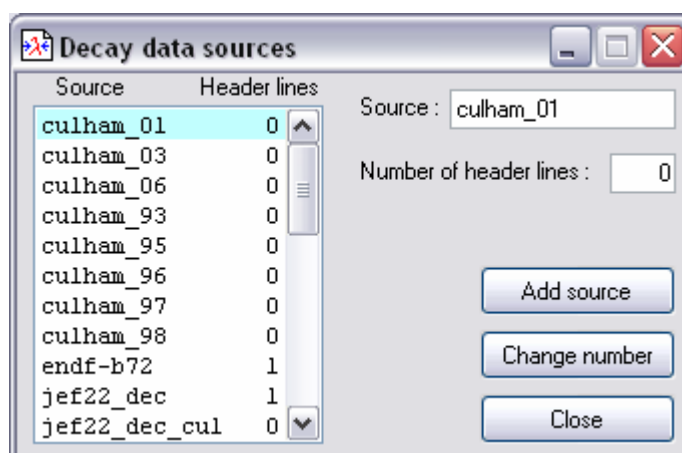 Decay data sources
Source Header lines
culham_01 0
culham_03 0
culham_06 0
culham_93 0
culham_95 0
culham_96 0
culham_97 0
culham_98 0
endf-b72 1
jef22_dec 1
jef22_dec_cul 0
Source : culham_01
Number of header lines : 0
Add source
Change number
Close